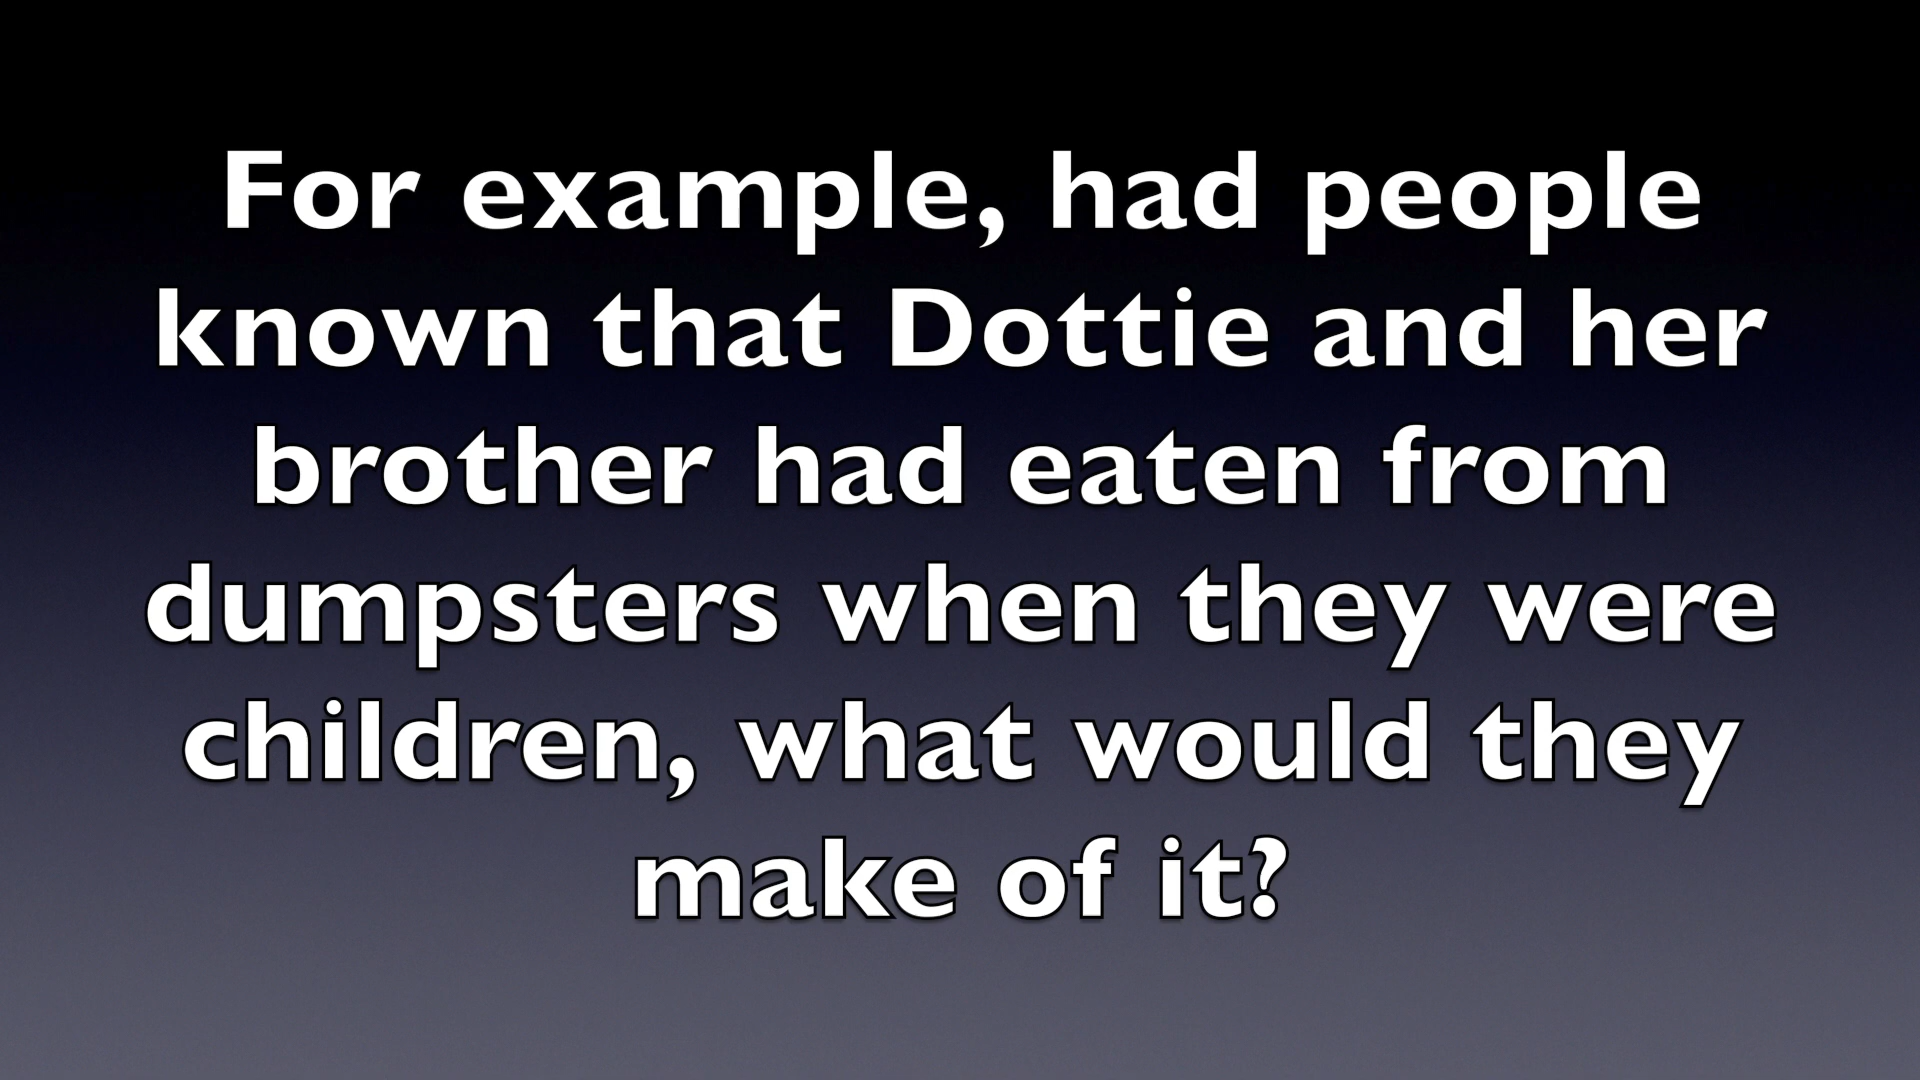 For example, had people
known that Dottie and her
brother had eaten from
dumpsters when they were
children, what would they
make of it?